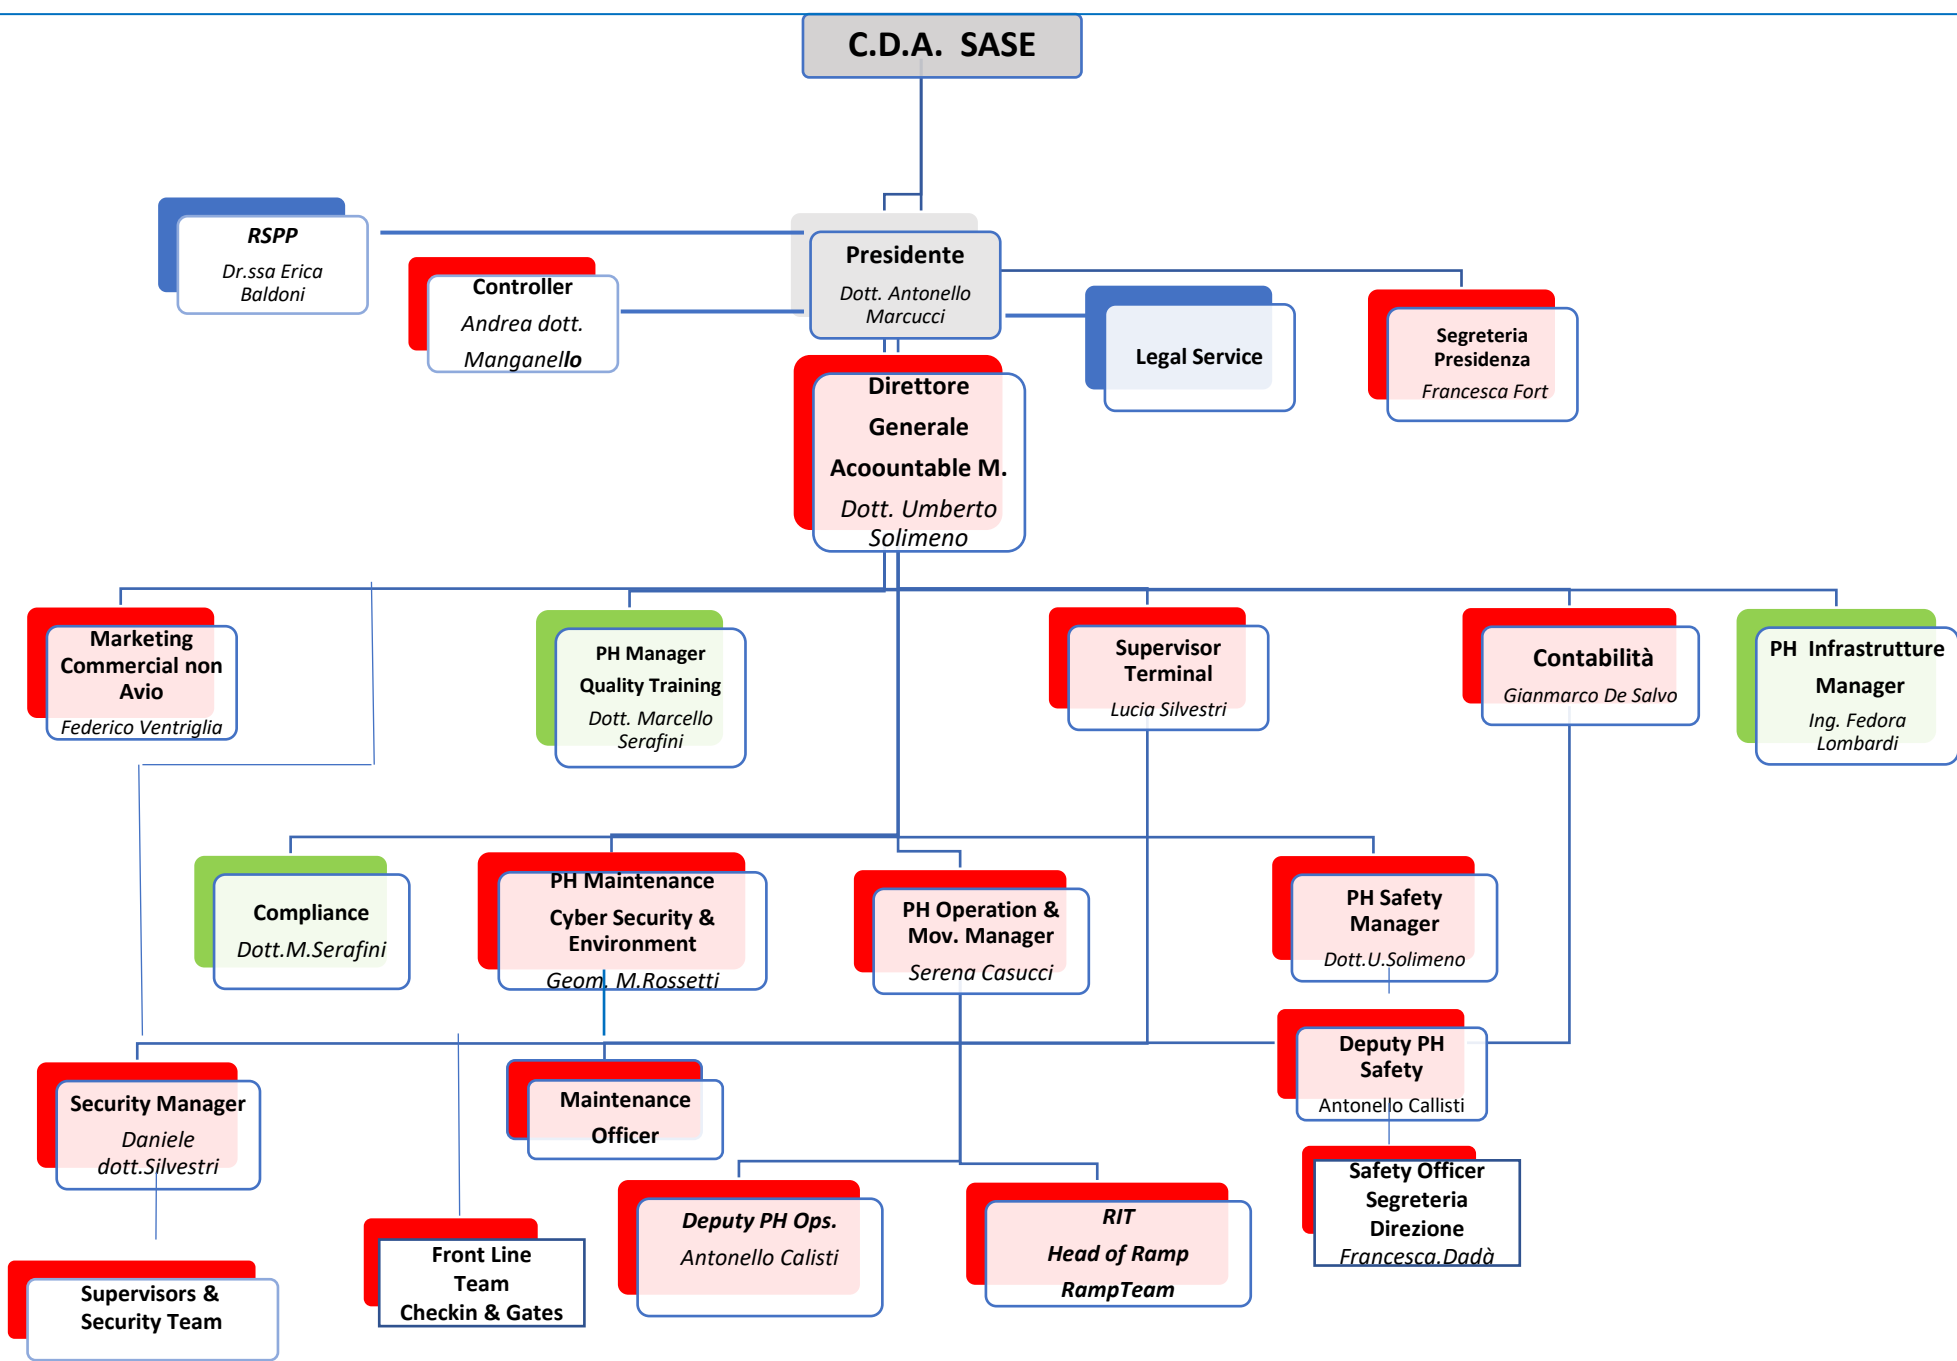 C.D.A. SASE
RSPP
Dr.ssa Erica
Baldoni
Controller
Andrea dott.
Manganello
Presidente
Dott. Antonello
Marcucci
Legal Service
Segreteria
Presidenza
Francesca Fort
Direttore
Generale
Acoountable M.
Dott. Umberto
Solimeno
Marketing
Commercial non
Avio
Federico Ventriglia
PH Manager
Quality Training
Dott. Marcello
Serafini
Supervisor
Terminal
Lucia Silvestri
Contabilità
Gianmarco De Salvo
PH Infrastrutture
Manager
Ing. Fedora
Lombardi
Compliance
Dott.M.Serafini
PH Maintenance
Cyber Security &
Environment
Geom. M.Rossetti
PH Operation &
Mov. Manager
Serena Casucci
PH Safety
Manager
Dott.U.Solimeno
Security Manager
Daniele
dott.Silvestri
Maintenance
Officer
Deputy PH
Safety
Antonello Callisti
Supervisors &
Security Team
Front Line
Team
Checkin & Gates
Deputy PH Ops.
Antonello Calisti
RIT
Head of Ramp
RampTeam
Safety Officer
Segreteria
Direzione
Francesca.Dadà